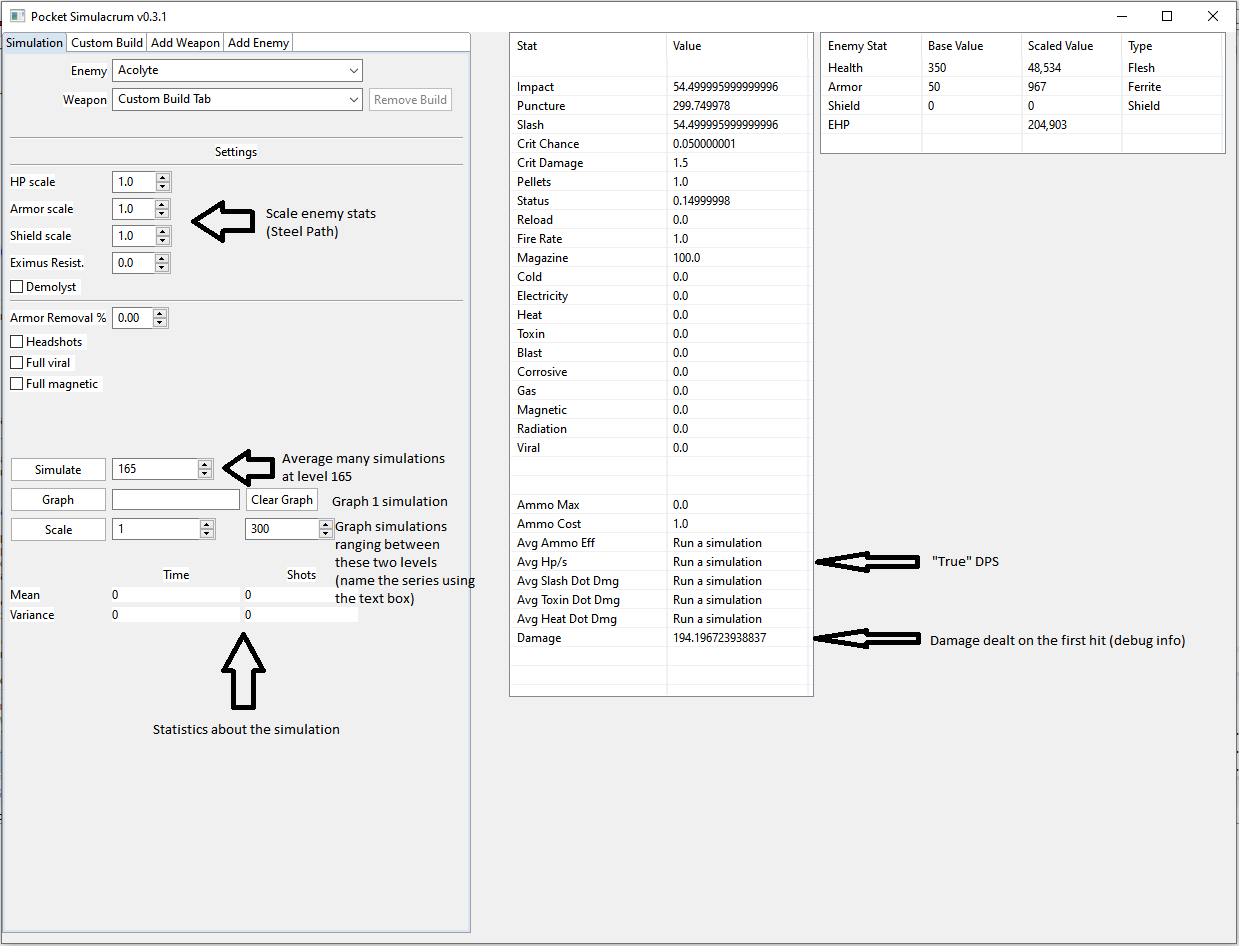 Pocket Simulacrum v0.3.1
Simulation Custom Build Add Weapon Add Enemy
Enemy Acolyte
Weapon Custom Build Tab Remove Build
Settings
HP scale 1.0
Armor scale 1.0
Shield scale 1.0
Eximus Resist. 0.0
Demolyst
Scale enemy stats
(Steel Path)
Armor Removal % 0.00
Headshots
Full viral
Full magnetic
Simulate 165
Average many simulations
at level 165
Graph Clear Graph Graph 1 simulation
Scale 1 300
Graph simulations
ranging between
these two levels
(name the series using
the text box)
Time Shots
Mean 0 0
Variance 0 0
Statistics about the simulation
Stat Value
Impact 54.499995999999996
Puncture 299.749978
Slash 54.499995999999996
Crit Chance 0.050000001
Crit Damage 1.5
Pellets 1.0
Status 0.14999998
Reload 0.0
Fire Rate 1.0
Magazine 100.0
Cold 0.0
Electricity 0.0
Heat 0.0
Toxin 0.0
Blast 0.0
Corrosive 0.0
Gas 0.0
Magnetic 0.0
Radiation 0.0
Viral 0.0
Ammo Max 0.0
Ammo Cost 1.0
Avg Ammo Eff Run a simulation
Avg Hp/s Run a simulation
Avg Slash Dot Dmg Run a simulation
Avg Toxin Dot Dmg Run a simulation
Avg Heat Dot Dmg Run a simulation
Damage 194.196723938837
"True" DPS
Damage dealt on the first hit (debug info)
Enemy Stat Base Value Scaled Value Type
Health 350 48,534 Flesh
Armor 50 967 Ferrite
Shield 0 0 Shield
EHP 204,903